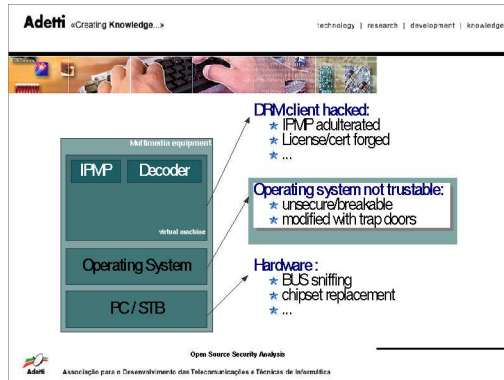 Adetti «Creating Knowledge...»
technology | research | development | knowledge
DRM client hacked:
IPMP adulterated
License/cert forged
...
Multimedia equipment
IPMP
Decoder
virtual machine
Operating system not trustable:
unsecure/breakable
modified with trap doors
Operating System
Hardware :
BUS sniffing
chipset replacement
...
PC / STB
Open Source Security Analysis
Adetti
Associação para o Desenvolvimento das Telecomunicações e Técnicas de Informática